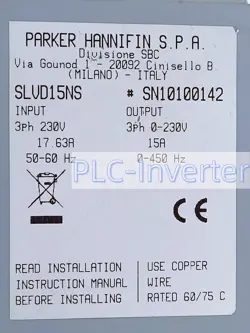 PARKER HANNIFIN S.P.A.
Divisione SBC
Via Gounod 1 - 20092 Cinisello B.
(MILANO) - ITALY
SLVD15NS # SN10100142
INPUT OUTPUT
3ph 230V 3ph 0-230V
17.63A 15A
50-60 Hz 0-450 Hz
PLC-Inverter
CE
READ INSTALLATION USE COPPER
INSTRUCTION MANUAL WIRE
BEFORE INSTALLING RATED 60/75 C